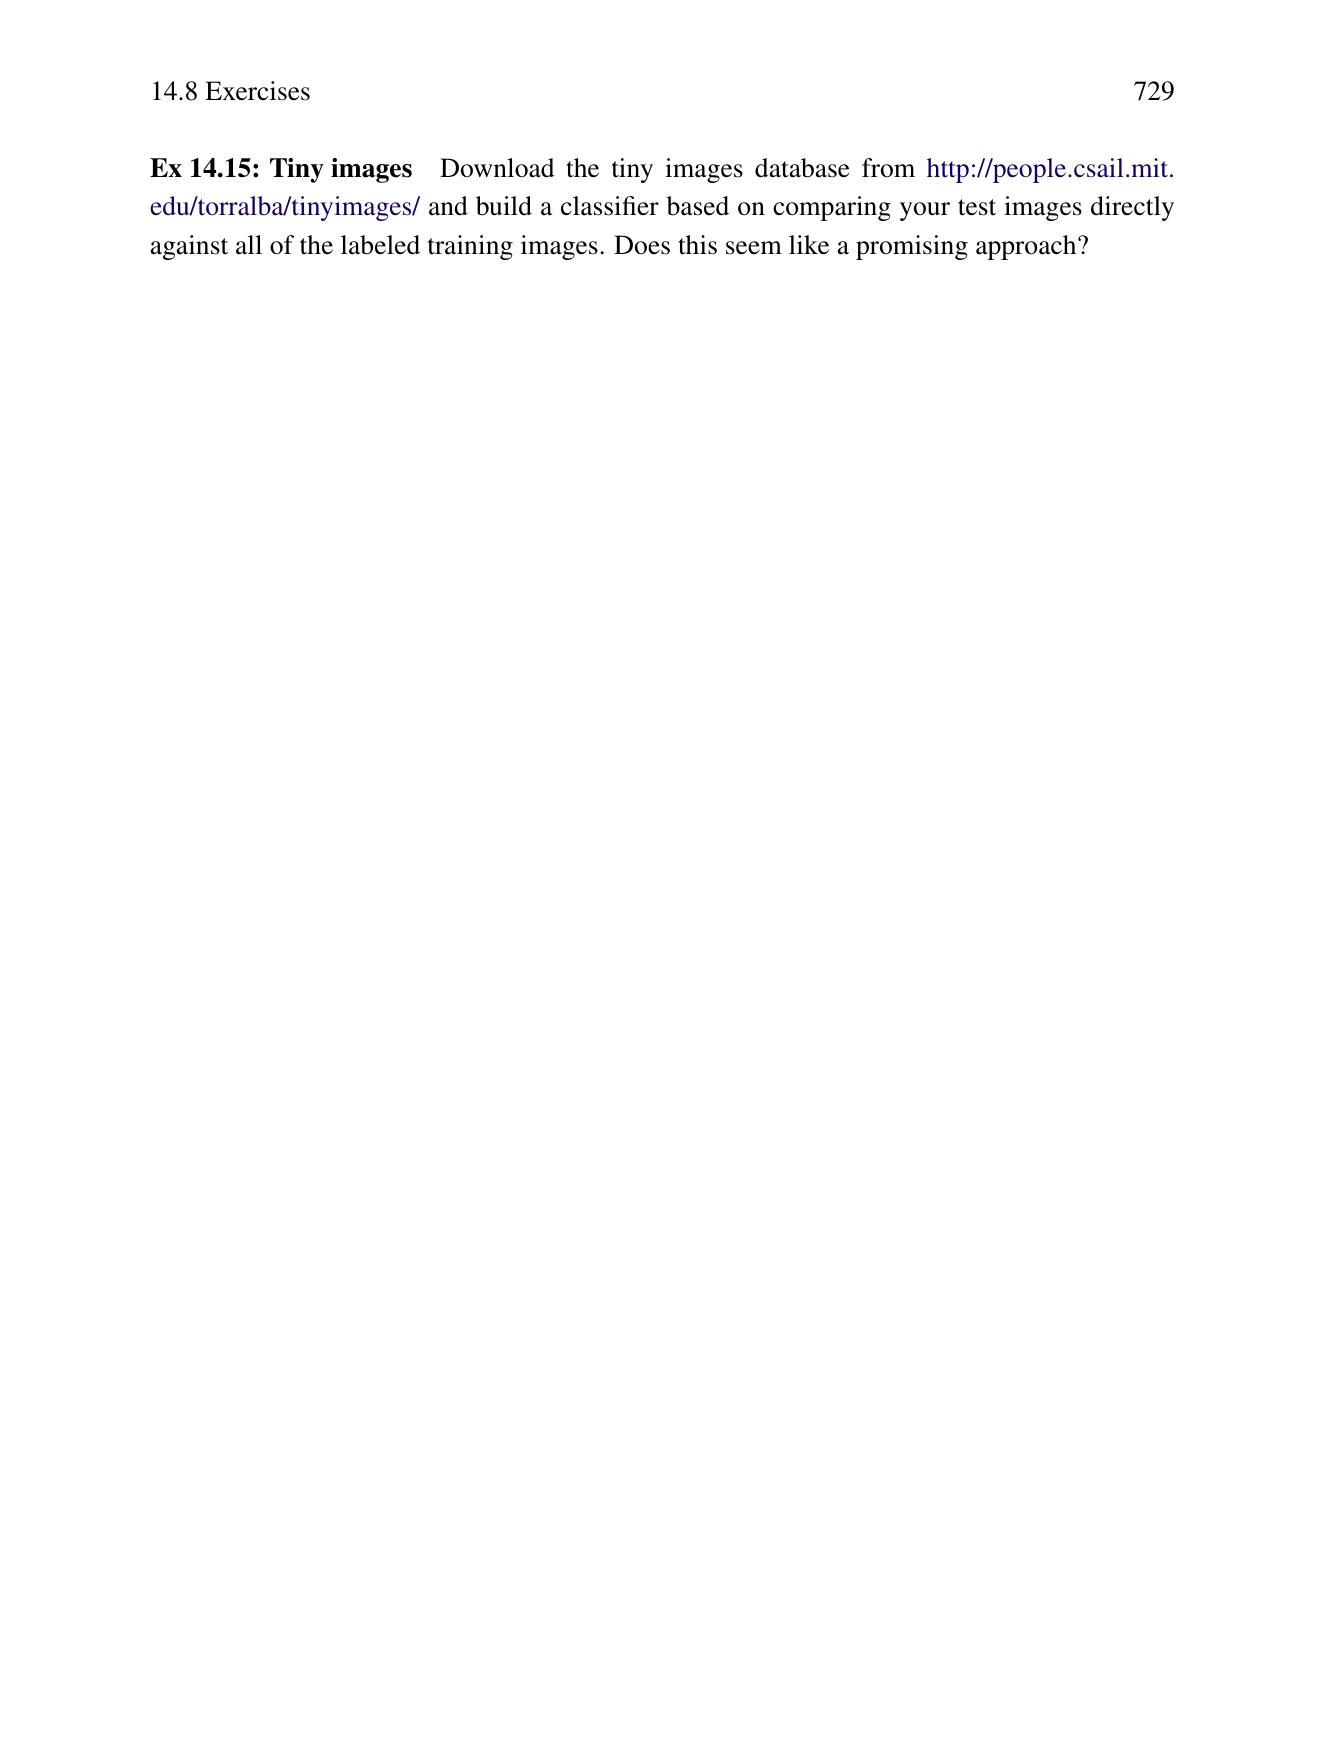 14.8 Exercises 729
Ex 14.15: Tiny images Download the tiny images database from http://people.csail.mit.
edu/torralba/tinyimages/ and build a classifier based on comparing your test images directly
against all of the labeled training images. Does this seem like a promising approach?